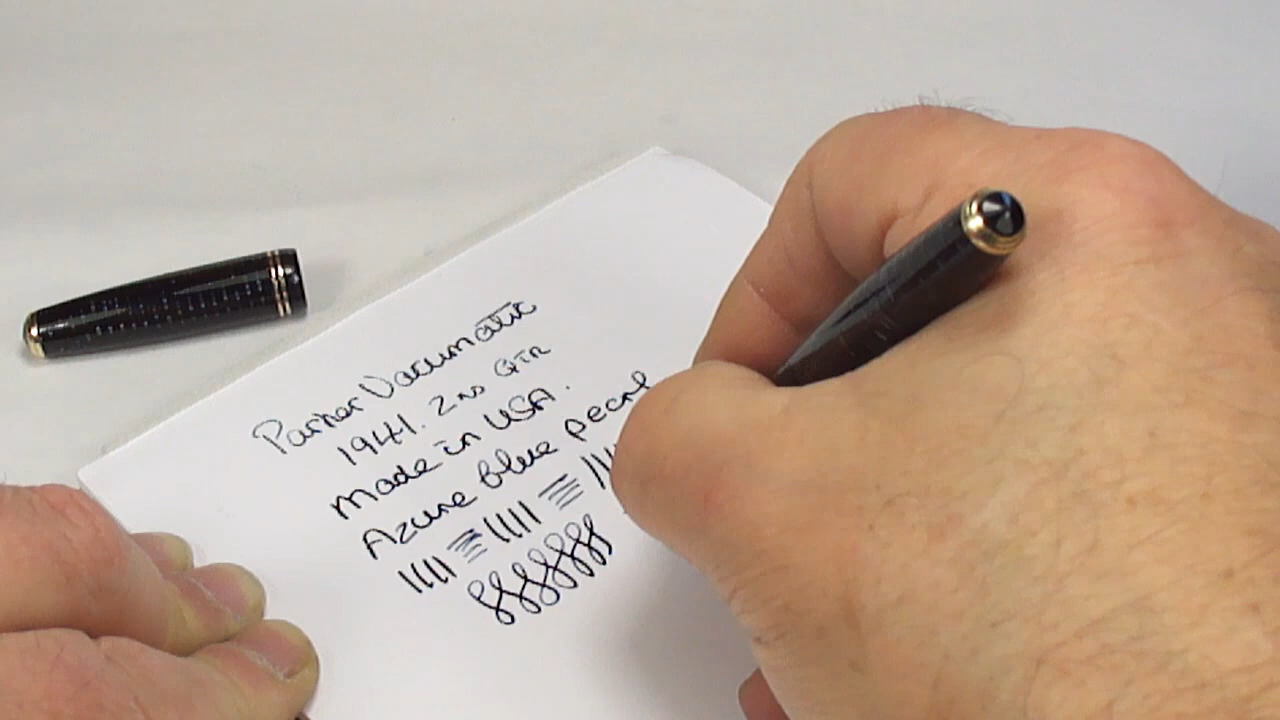 Parker Vacumatic
1941. 2ND QTR
Made in USA.
Azure Blue Pearl